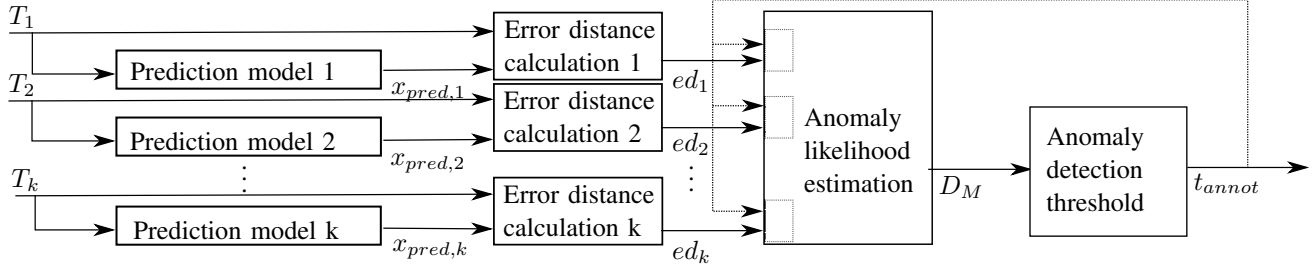 T1
Prediction model 1
xpred,1
Error distance
calculation 1
ed1
T2
Prediction model 2
xpred,2
Error distance
calculation 2
ed2
⋮
⋮
Tk
Prediction model k
xpred,k
Error distance
calculation k
edk
Anomaly
likelihood
estimation
DM
Anomaly
detection
threshold
tannot